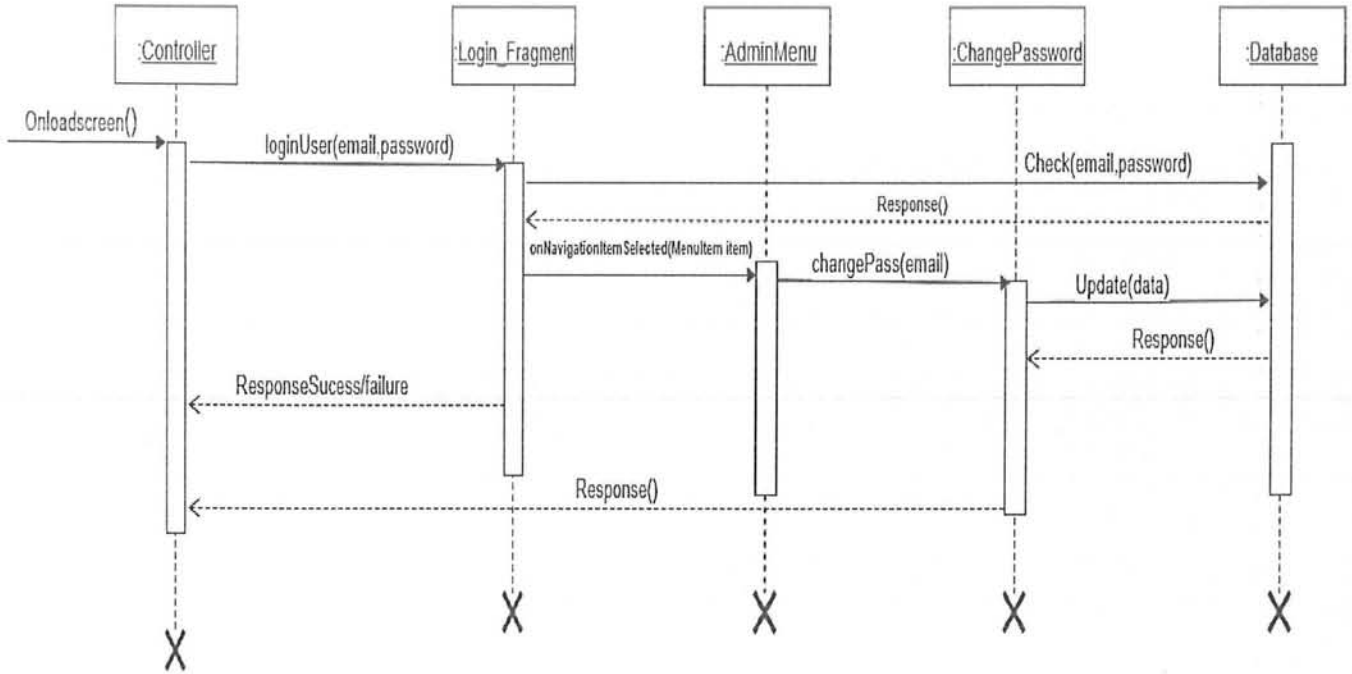 :Controller
:Login_Fragment
:AdminMenu
:ChangePassword
:Database
Onloadscreen()
loginUser(email,password)
Check(email,password)
Response()
onNavigationItemSelected(MenuItem item)
changePass(email)
Update(data)
Response()
ResponseSucess/failure
Response()